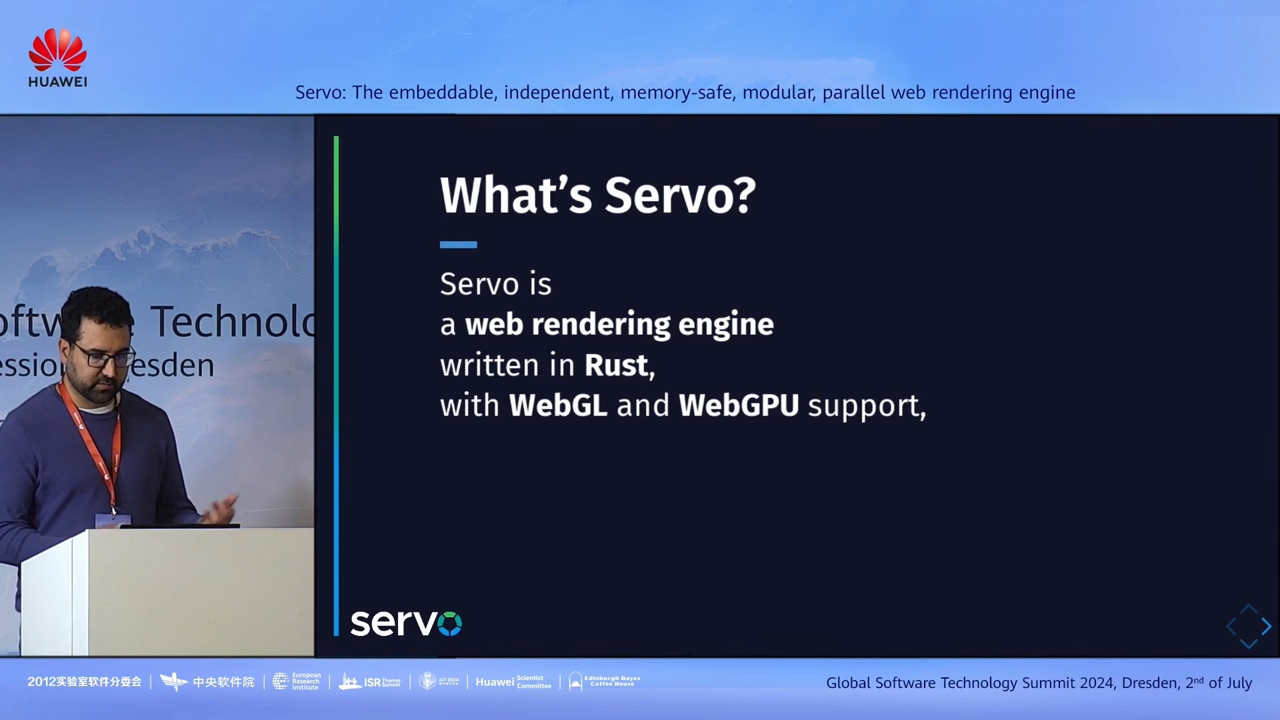 HUAWEI
Servo: The embeddable, independent, memory-safe, modular, parallel web rendering engine
What's Servo?
Servo is
a web rendering engine
written in Rust,
with WebGL and WebGPU support,
oftw e Technolo
essio esden
servo
2012实验室软件分委会
中央软件院
European
Research
Institute
ISR
Huawei Scientist
Committee
Edinburgh Bayes
Coffee House
Global Software Technology Summit 2024, Dresden, 2nd of July